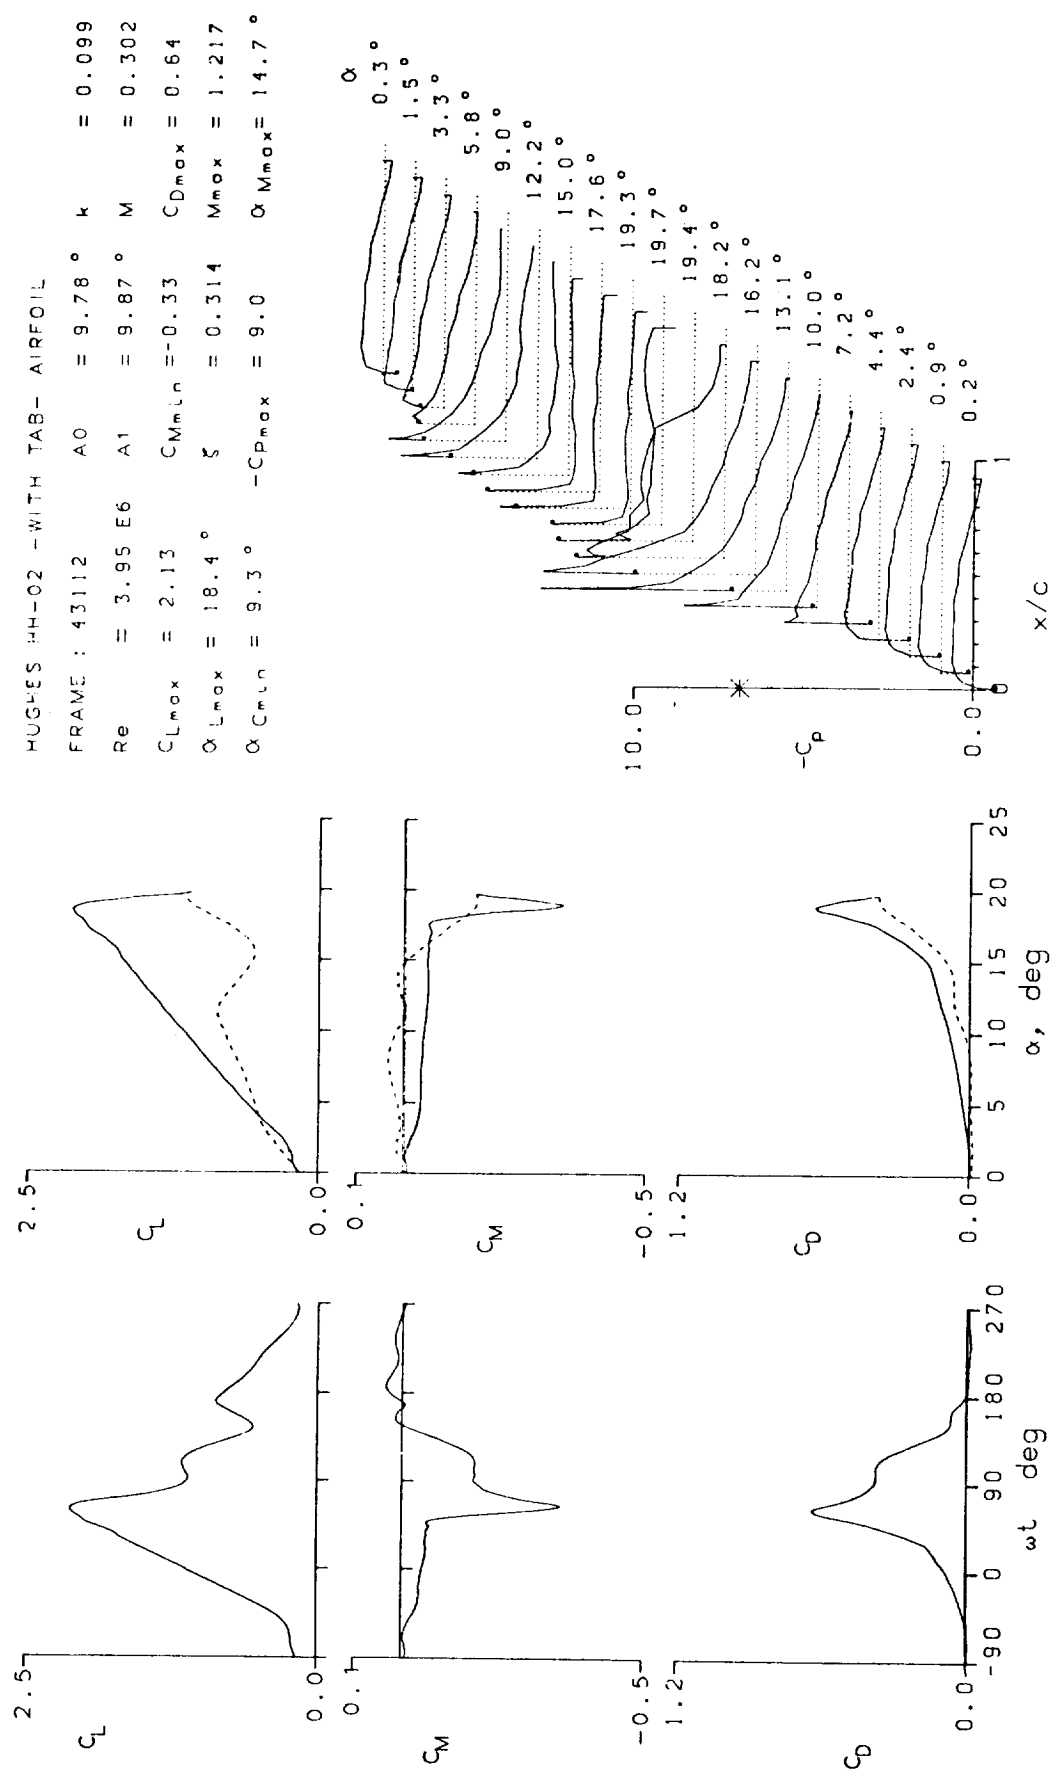 HUGHES HH-02 -WITH TAB- AIRFOIL
FRAME : 43112 A0 = 9.78 ° k = 0.099
Re = 3.95 E6 A1 = 9.87 ° M = 0.302
CLmax = 2.13 CMmin =-0.33 CDmax = 0.64
αLmax = 18.4 ° ζ = 0.314 Mmax = 1.217
αCmin = 9.3 ° -CPmax = 9.0 αMmax= 14.7 °
2.5
CL
0.0
0.1
CM
-0.5
1.2
CD
0.0
-90 0 90 180 270
ωt deg
2.5
CL
0.0
0.1
CM
-0.5
1.2
CD
0.0
0 5 10 15 20 25
α, deg
α
0.3 °
1.5 °
3.3 °
5.8 °
9.0 °
12.2 °
15.0 °
17.6 °
19.3 °
19.7 °
19.4 °
18.2 °
16.2 °
13.1 °
10.0 °
7.2 °
4.4 °
2.4 °
0.9 °
0.2 °
10.0
-Cp
0.0
0 1
x/c